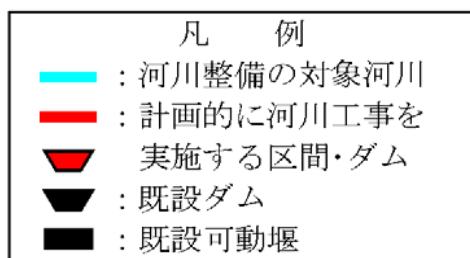 凡　例
：河川整備の対象河川
：計画的に河川工事を
実施する区間・ダム
：既設ダム
：既設可動堰